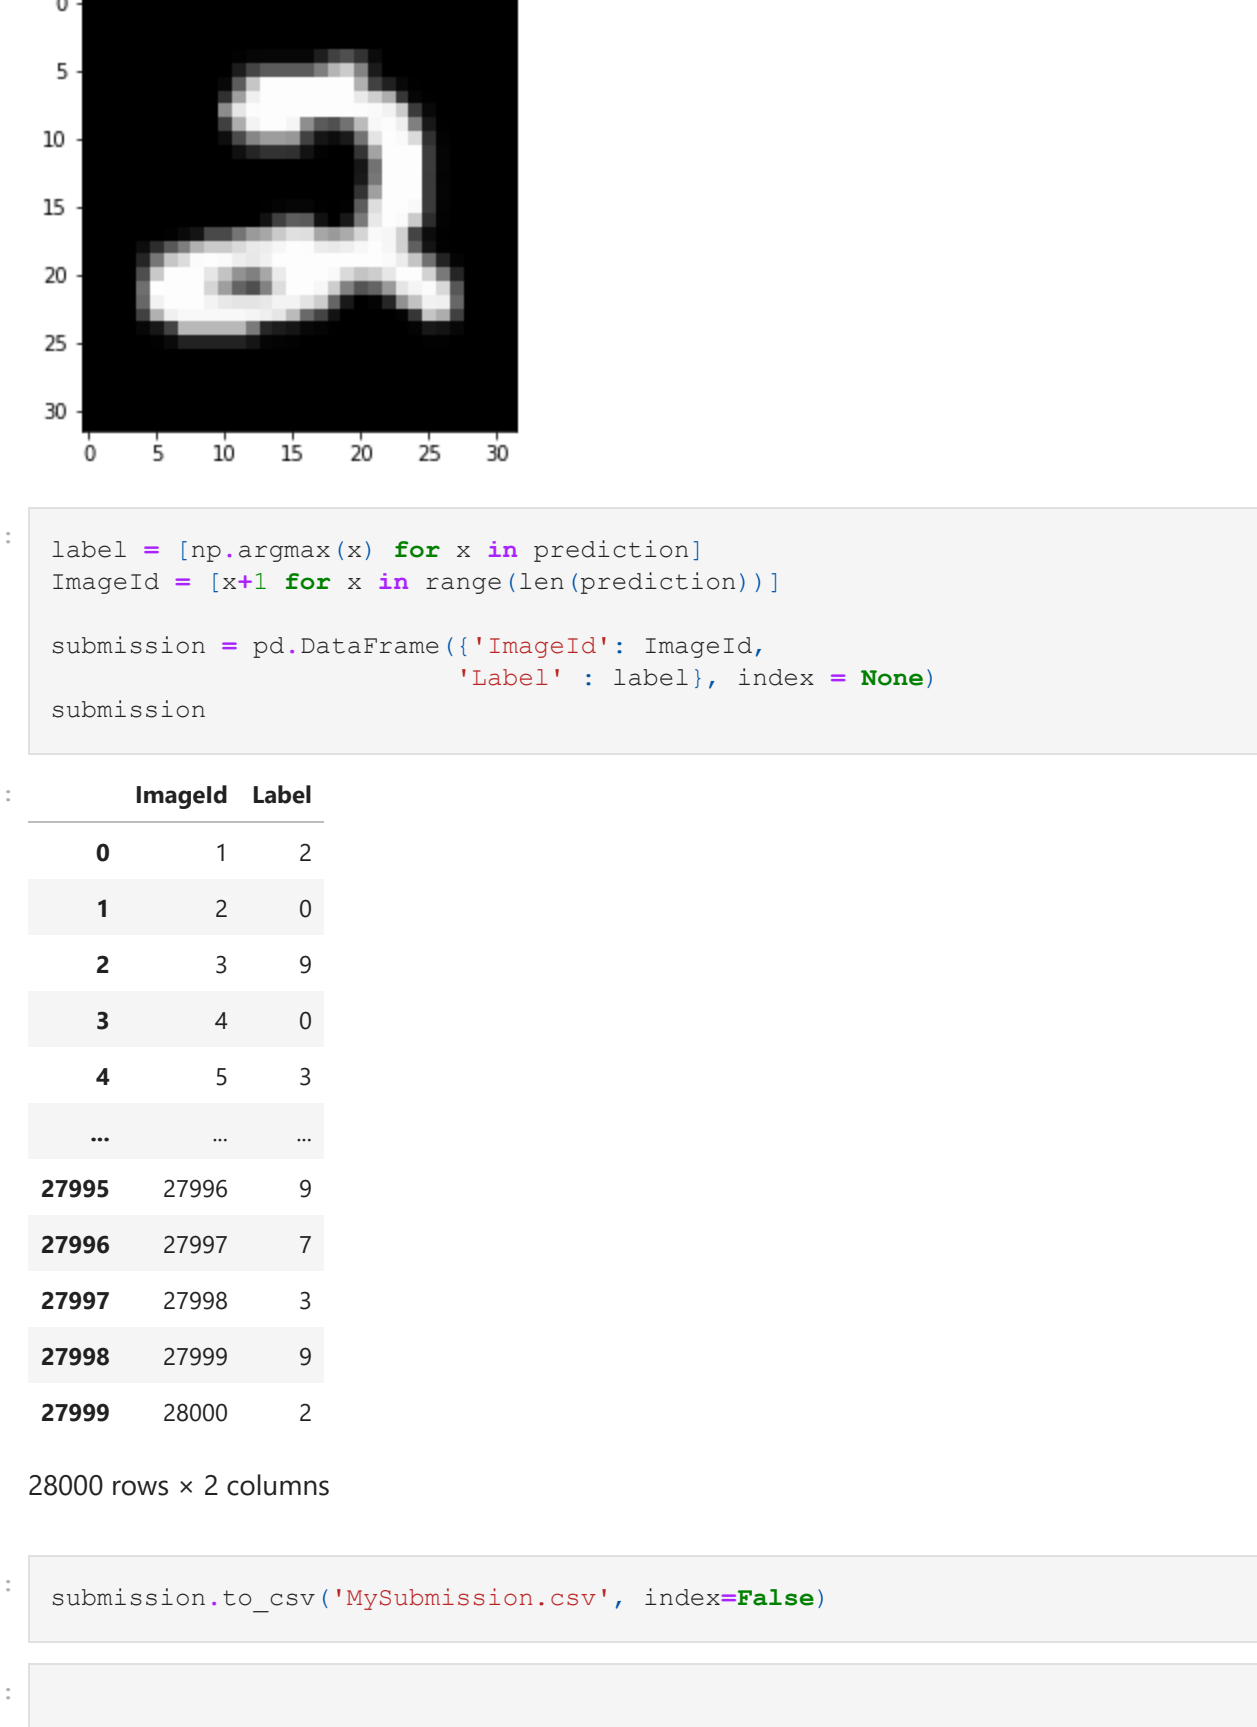 0
5
10
15
20
25
30
0 5 10 15 20 25 30
2
:
label = [np.argmax(x) for x in prediction]
ImageId = [x+1 for x in range(len(prediction))]
submission = pd.DataFrame({'ImageId': ImageId,
'Label' : label}, index = None)
submission
:
ImageId Label
0 1 2
1 2 0
2 3 9
3 4 0
4 5 3
... ... ...
27995 27996 9
27996 27997 7
27997 27998 3
27998 27999 9
27999 28000 2
28000 rows × 2 columns
:
submission.to_csv('MySubmission.csv', index=False)
: